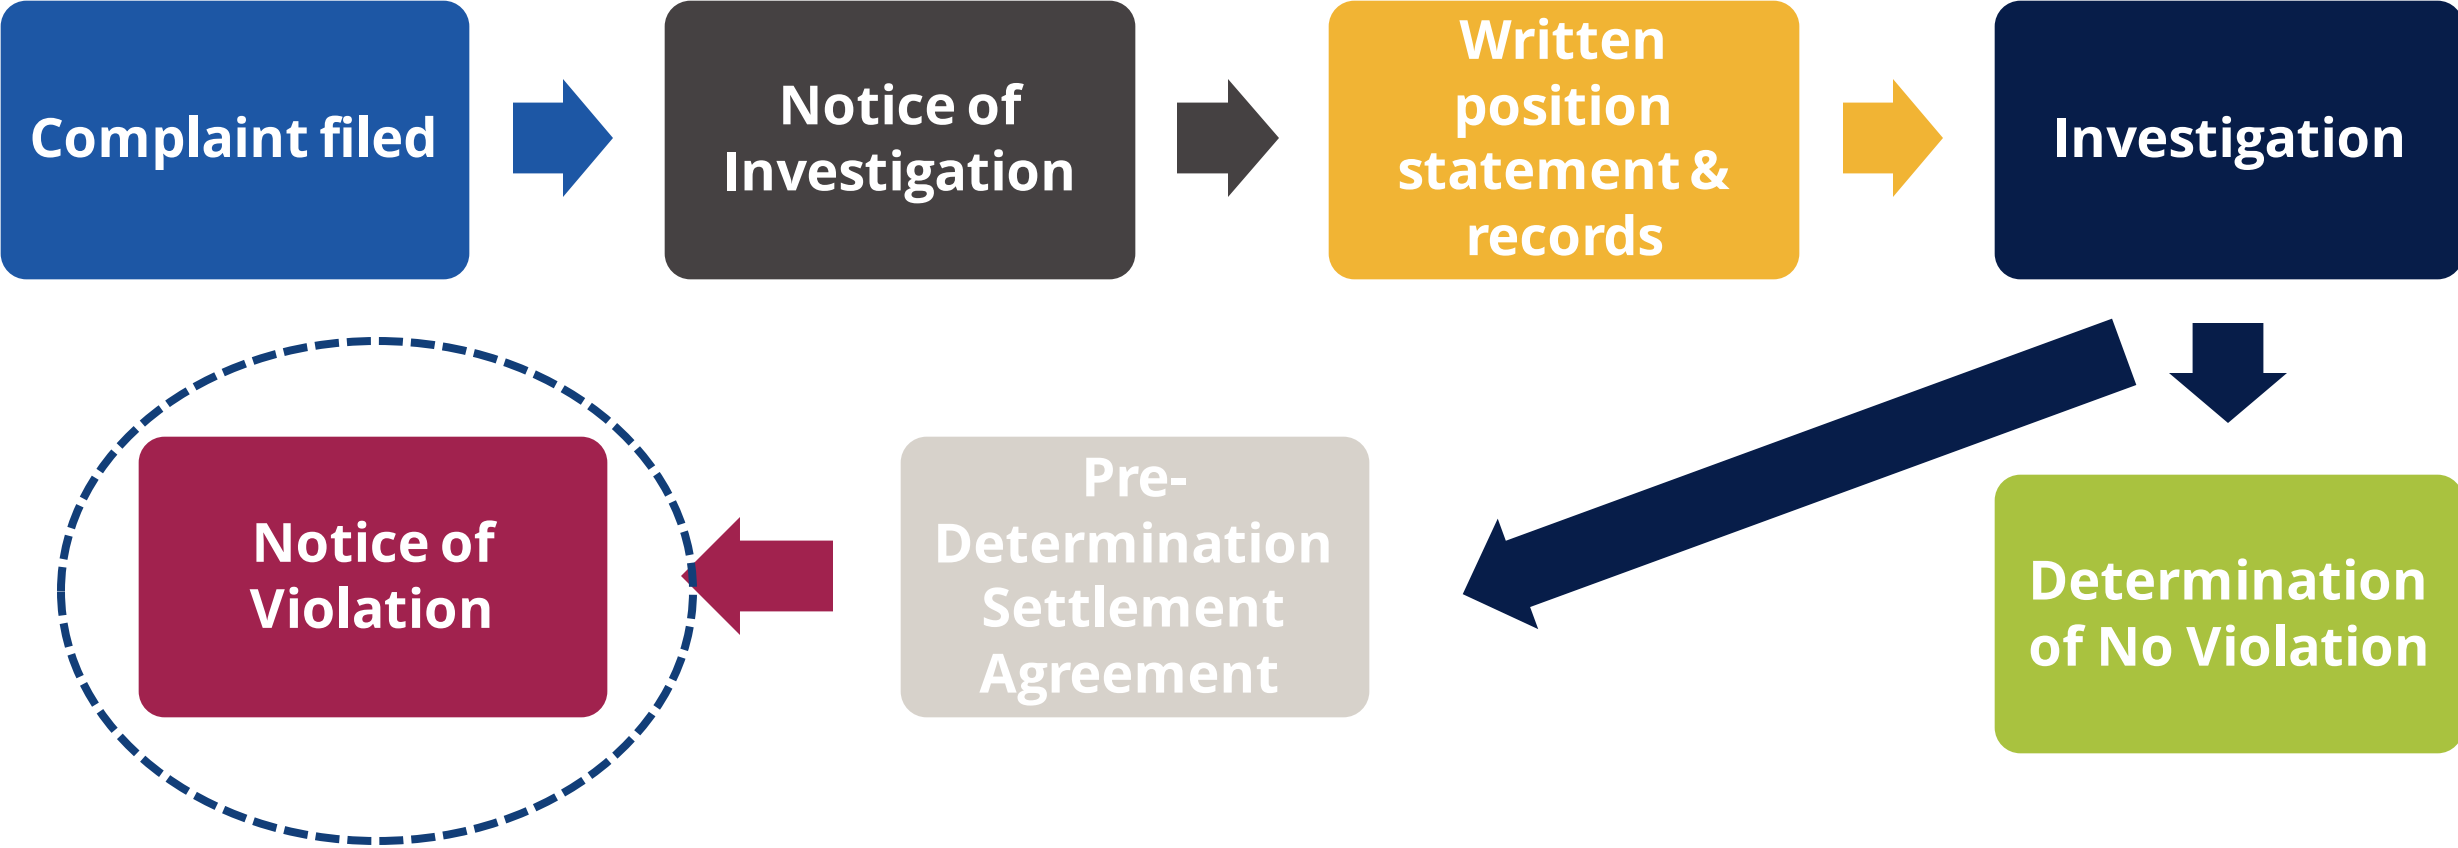 Complaint filed
Notice of
Investigation
Written
position
statement &
records
Investigation
Notice of
Violation
Pre-
Determination
Settlement
Agreement
Determination
of No Violation